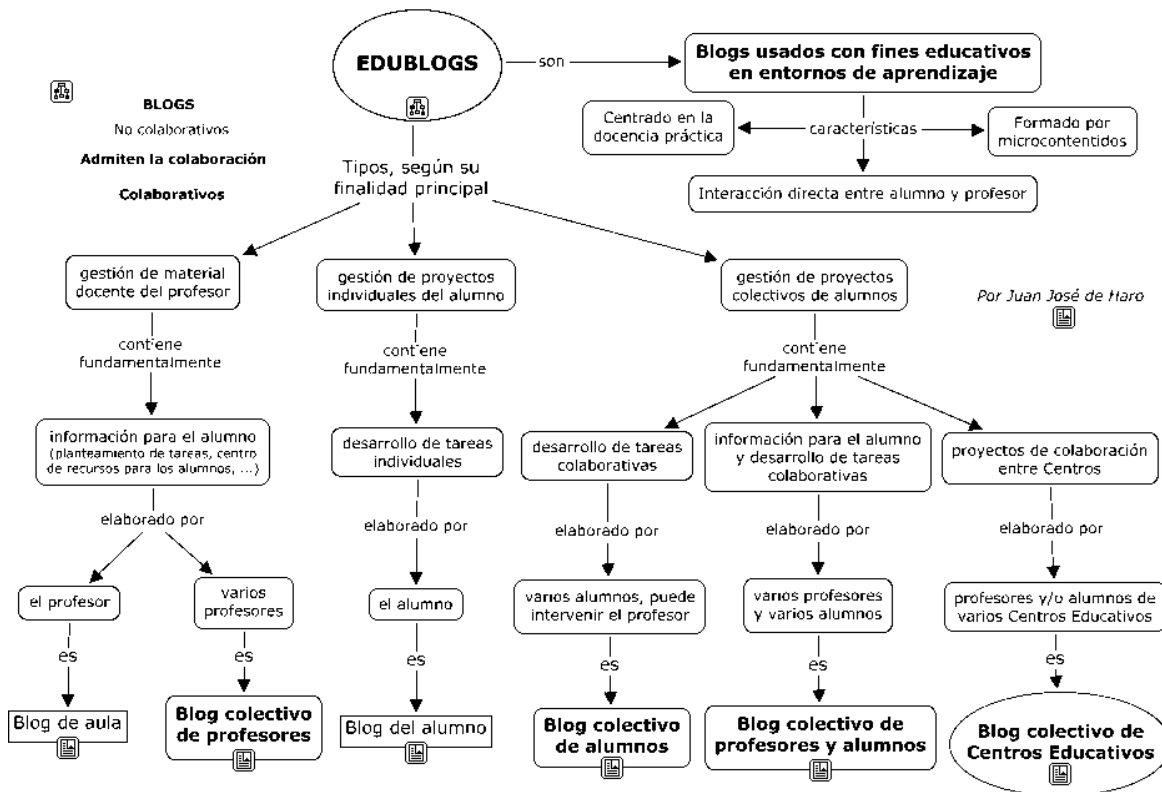 EDUBLOGS
son
Blogs usados con fines educativos
en entornos de aprendizaje
BLOGS
No colaborativos
Admiten la colaboración
Colaborativos
Centrado en la
docencia práctica
características
Formado por
microcontenidos
Interacción directa entre alumno y profesor
Tipos, según su
finalidad principal
gestión de material
docente del profesor
gestión de proyectos
individuales del alumno
gestión de proyectos
colectivos de alumnos
Por Juan José de Haro
contiene
fundamentalmente
contiene
fundamentalmente
contiene
fundamentalmente
información para el alumno
(planteamiento de tareas, centro
de recursos para los alumnos, ...)
desarrollo de tareas
individuales
desarrollo de tareas
colaborativas
información para el alumno
y desarrollo de tareas
colaborativas
proyectos de colaboración
entre Centros
elaborado por
elaborado por
elaborado por
elaborado por
elaborado por
el profesor
varios
profesores
el alumno
varios alumnos, puede
intervenir el profesor
varios profesores
y varios alumnos
profesores y/o alumnos de
varios Centros Educativos
es
es
es
es
es
es
Blog de aula
Blog colectivo
de profesores
Blog del alumno
Blog colectivo
de alumnos
Blog colectivo de
profesores y alumnos
Blog colectivo de
Centros Educativos